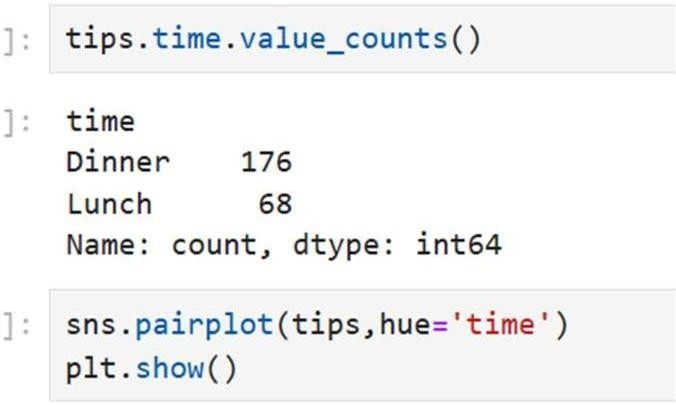 ]: tips.time.value_counts()
]: time
Dinner    176
Lunch      68
Name: count, dtype: int64
]: sns.pairplot(tips,hue='time')
plt.show()